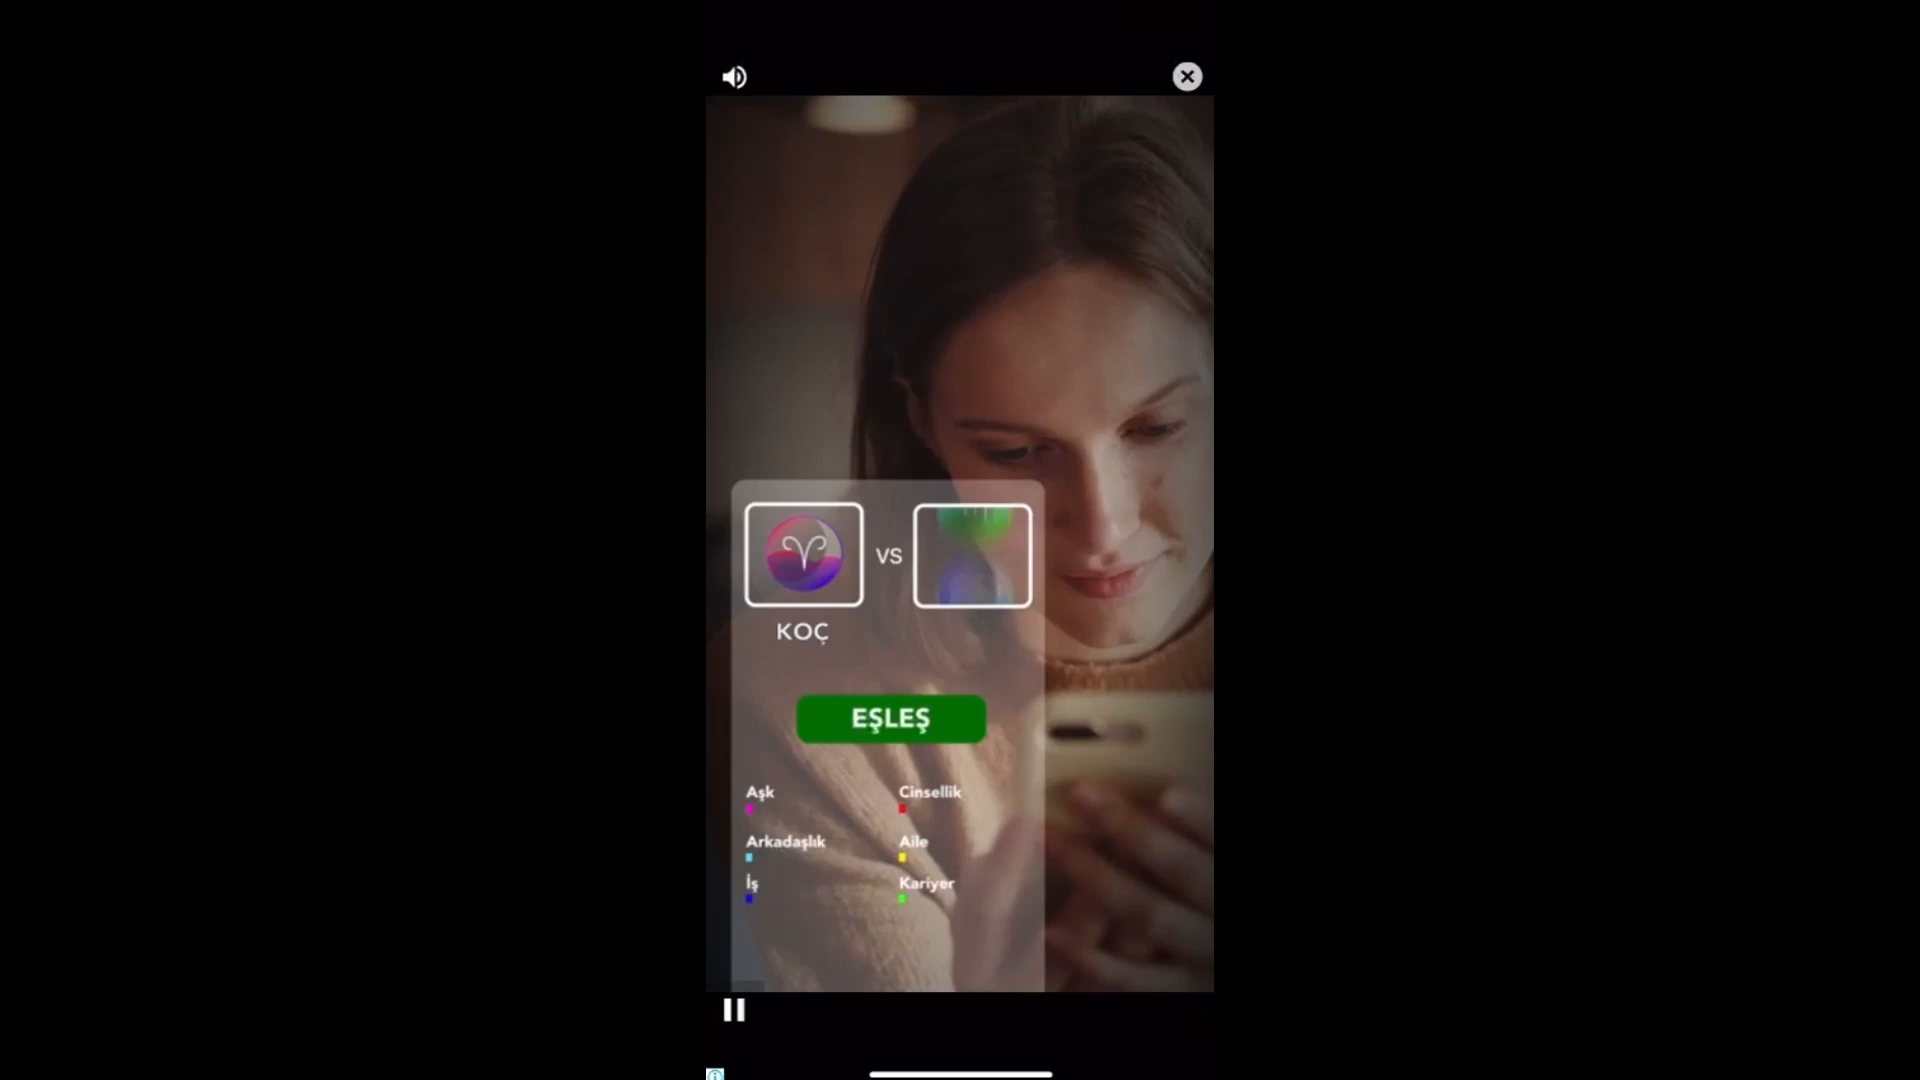 VS
KOÇ
EŞLEŞ
Aşk Cinsellik
Arkadaşlık Aile
İş Kariyer